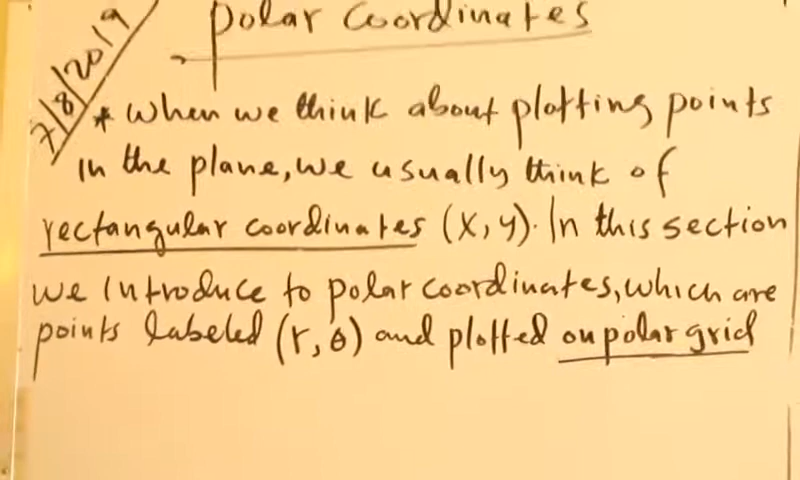 polar coordinates
7/8/2019
* when we think about plotting points
in the plane, we usually think of
rectangular coordinates (x, y). In this section
we introduce to polar coordinates, which are
points labeled (r, θ) and plotted on polar grid